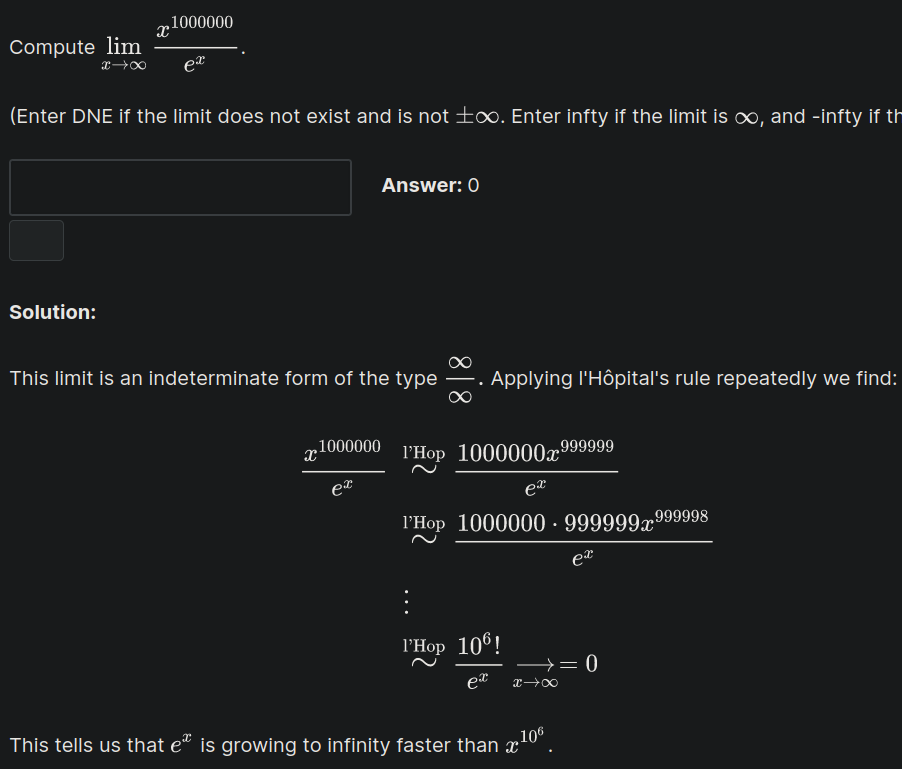 Compute $\lim_{x \to \infty} \frac{x^{1000000}}{e^x}$.
(Enter DNE if the limit does not exist and is not $\pm\infty$. Enter infty if the limit is $\infty$, and -infty if th
Answer: 0
Solution:
This limit is an indeterminate form of the type $\frac{\infty}{\infty}$. Applying l'Hôpital's rule repeatedly we find:
$\frac{x^{1000000}}{e^x} \overset{\text{l'Hop}}{\sim} \frac{1000000x^{999999}}{e^x}$
$\overset{\text{l'Hop}}{\sim} \frac{1000000 \cdot 999999x^{999998}}{e^x}$
$\vdots$
$\overset{\text{l'Hop}}{\sim} \frac{10^6!}{e^x} \underset{x \to \infty}{\longrightarrow} = 0$
This tells us that $e^x$ is growing to infinity faster than $x^{10^6}$.